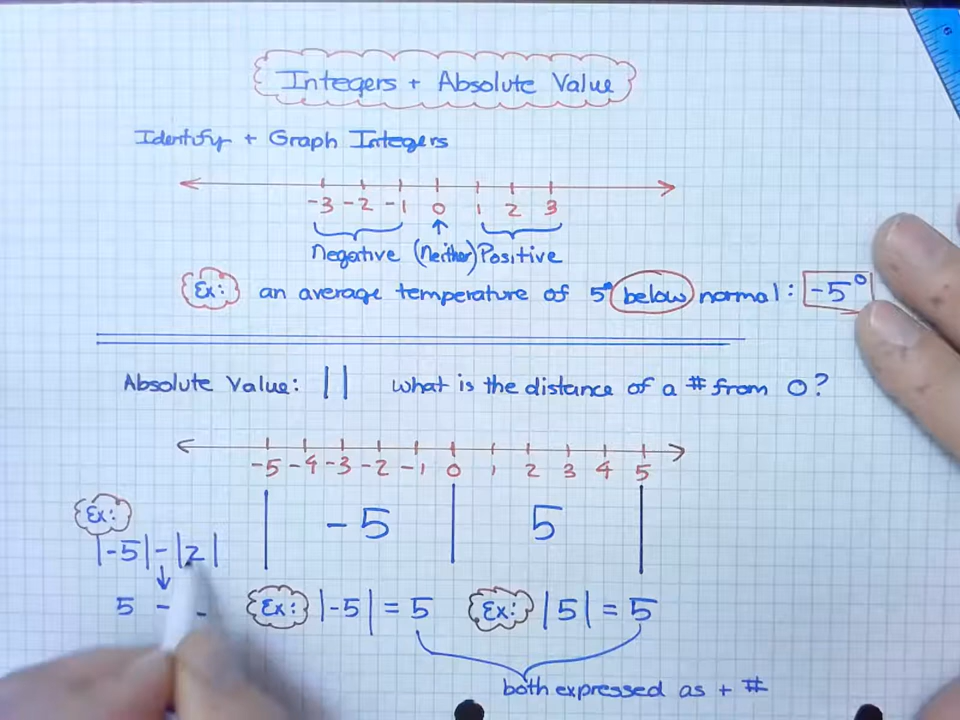 Integers + Absolute Value
Identify + Graph Integers
-3 -2 -1 0 1 2 3
Negative (Neither) Positive
Ex: an average temperature of 5° below normal: -5°
Absolute Value: | | what is the distance of a # from 0?
-5 -4 -3 -2 -1 0 1 2 3 4 5
-5 5
Ex:
|-5| - |2|
5 -
Ex: |-5| = 5 Ex: |5| = 5
both expressed as + #